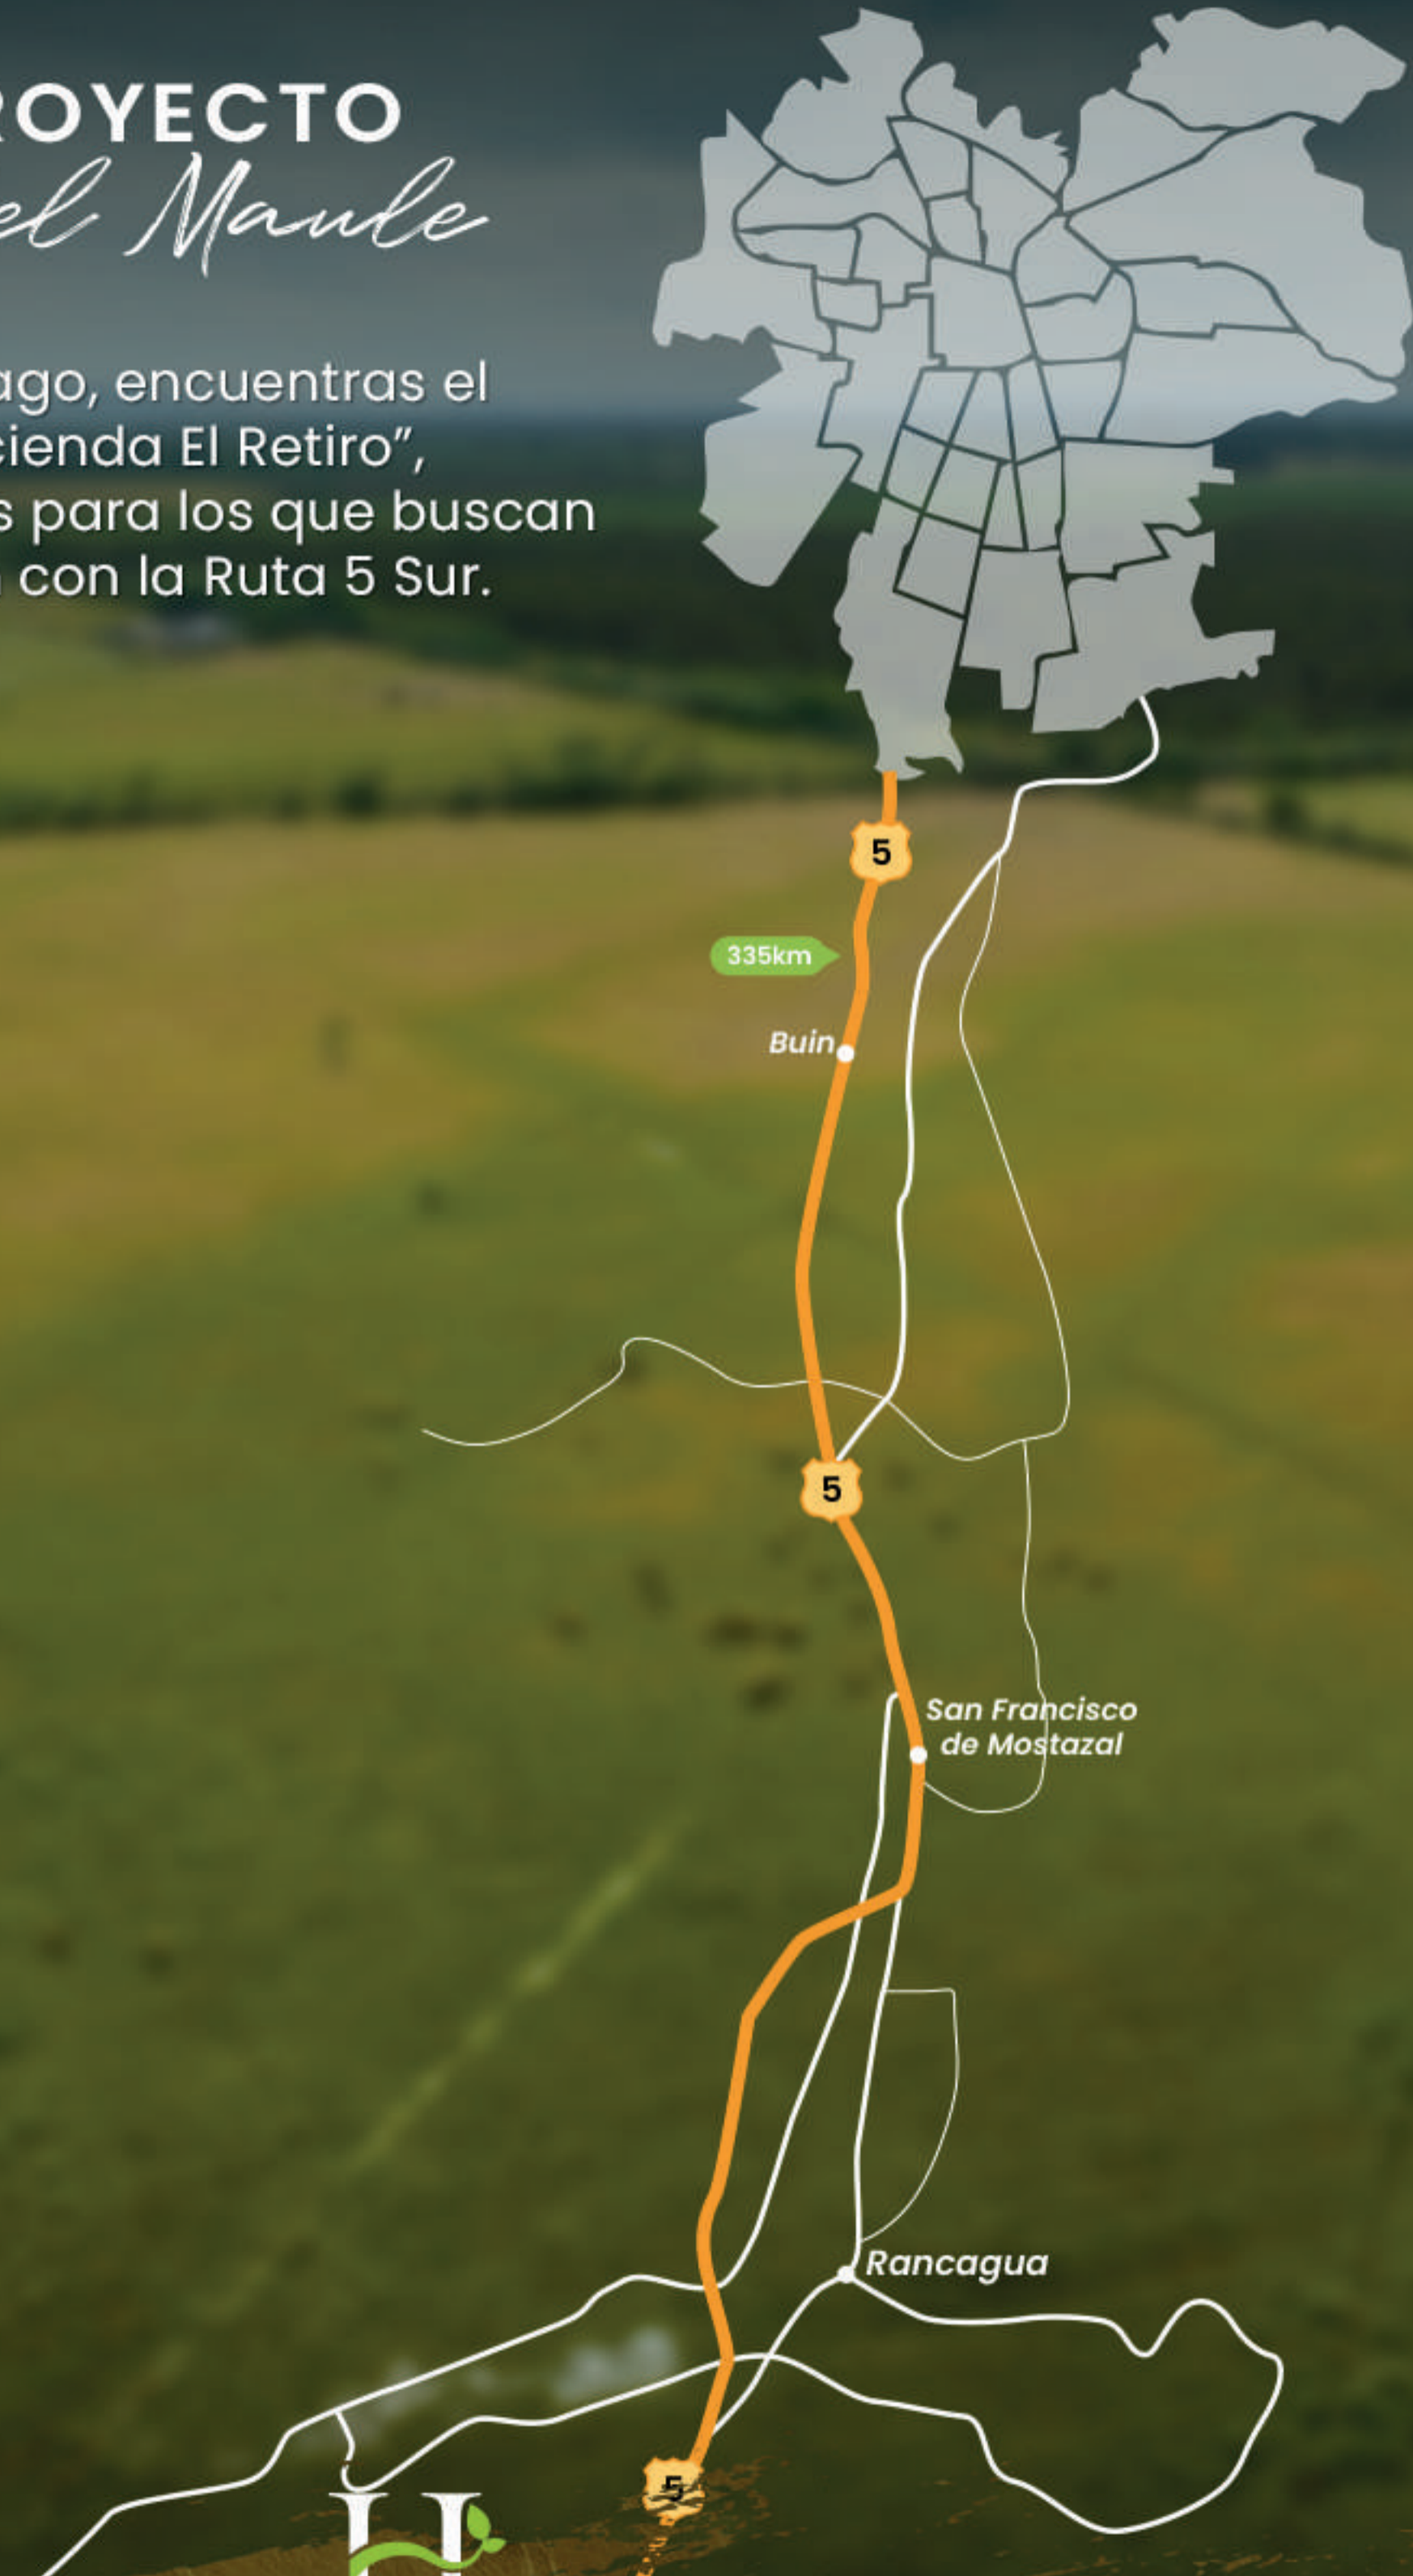 ROYECTO
el Maule
ago, encuentras el
cienda El Retiro”,
s para los que buscan
n con la Ruta 5 Sur.
5
335km
Buin
5
San Francisco
de Mostazal
Rancagua
5
H